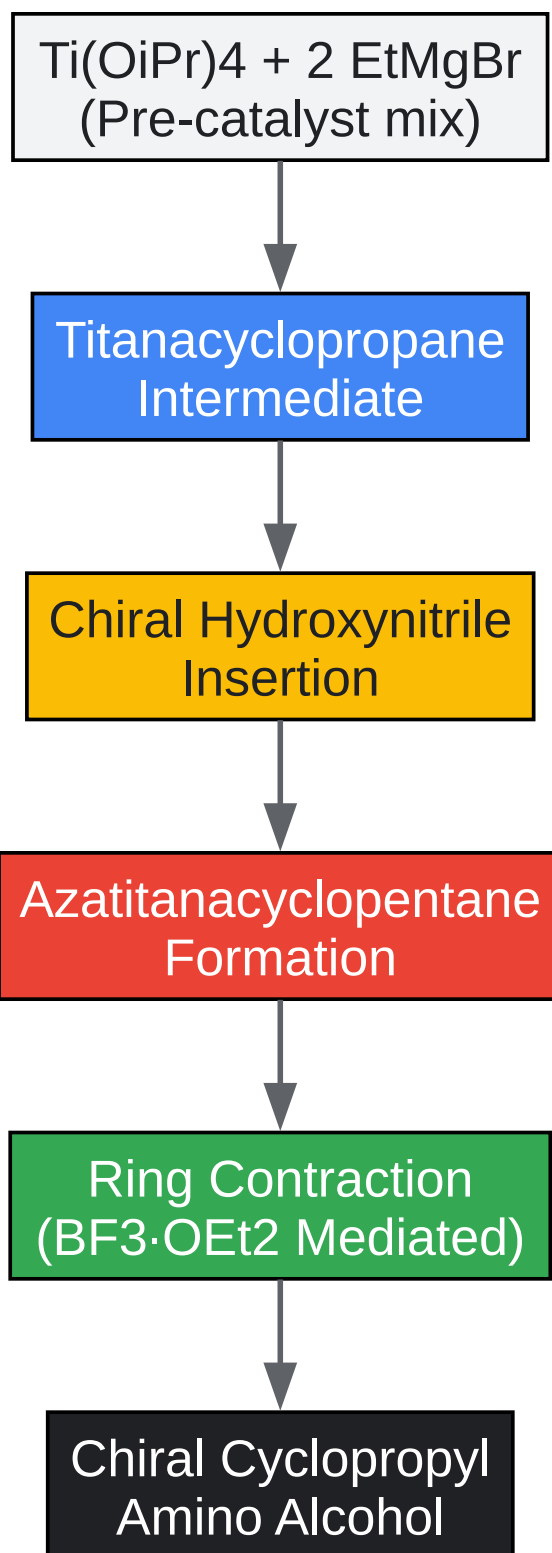 Ti(OiPr)4 + 2 EtMgBr
(Pre-catalyst mix)
Titanacyclopropane
Intermediate
Chiral Hydroxynitrile
Insertion
Azatitanacyclopentane
Formation
Ring Contraction
(BF3·OEt2 Mediated)
Chiral Cyclopropyl
Amino Alcohol